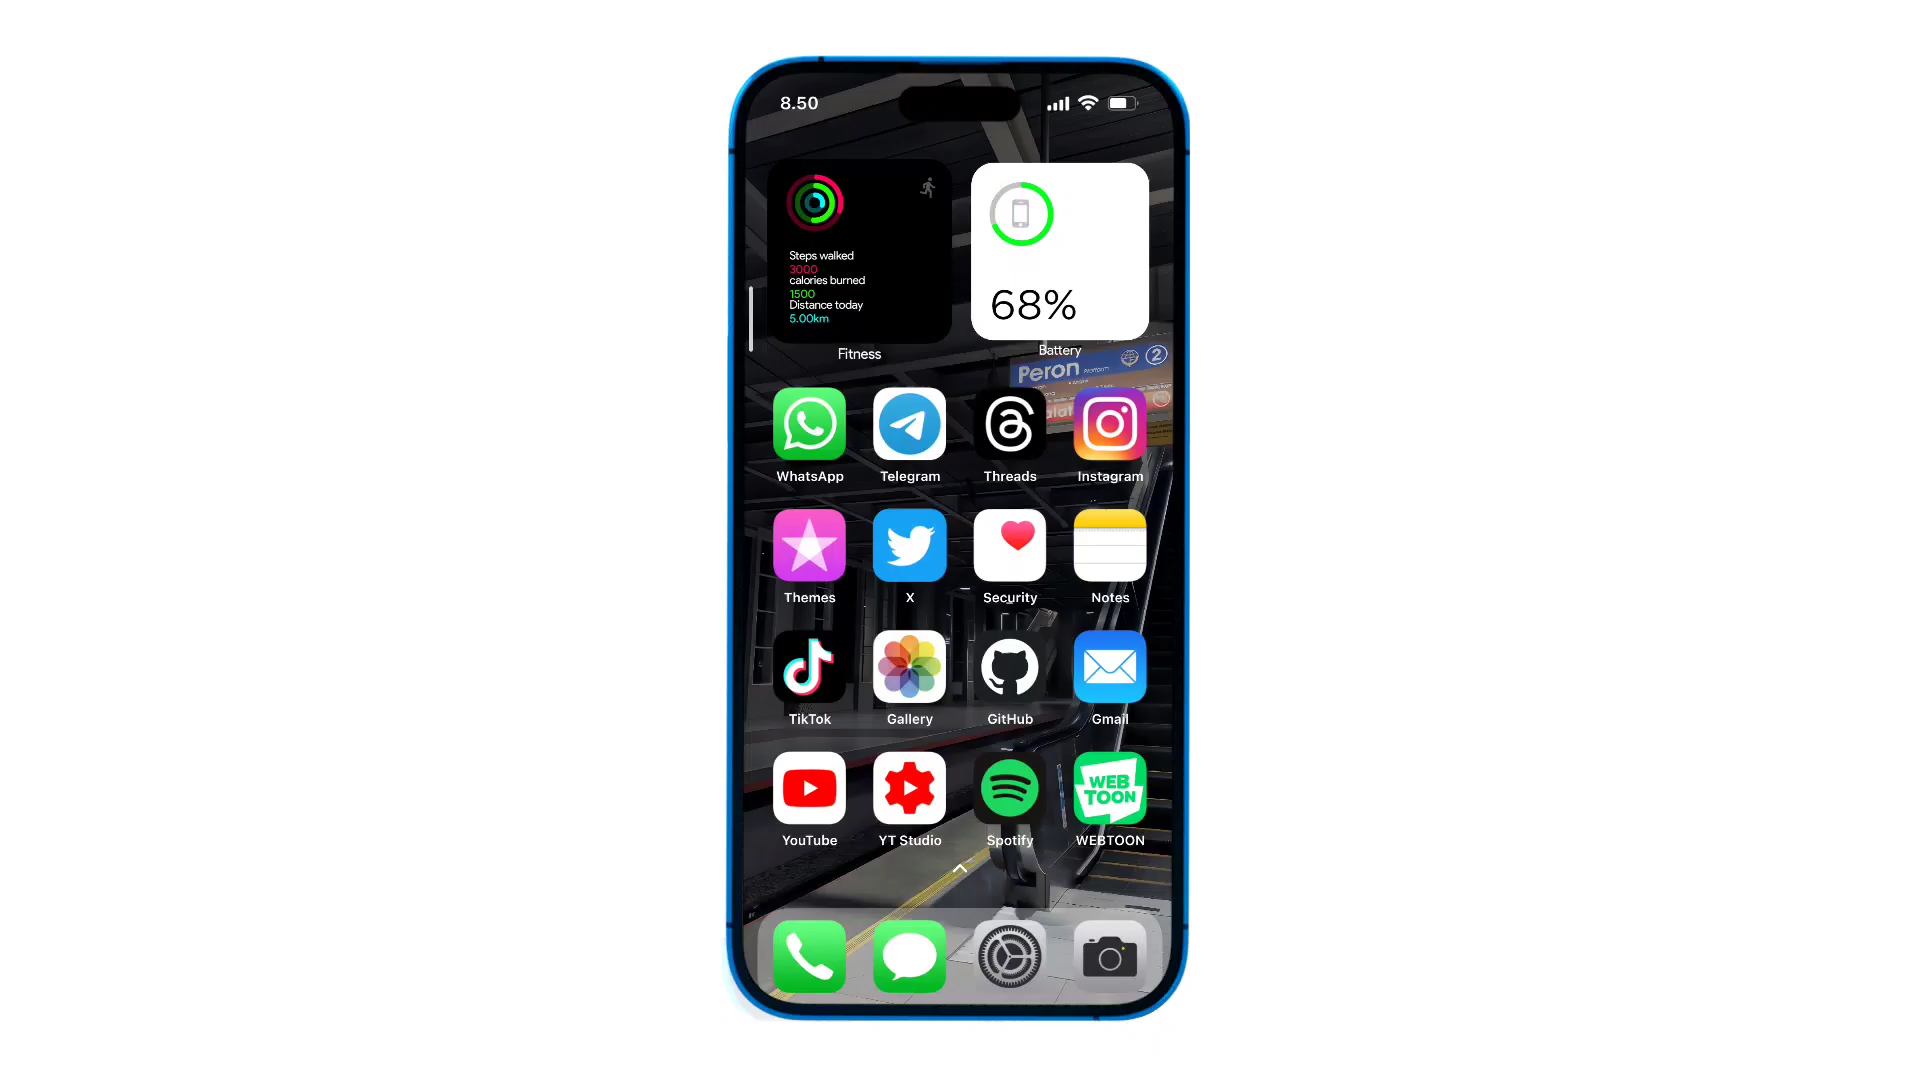 8.50
Steps walked
3000
calories burned
1500
Distance today
5.00km
68%
Fitness
Battery
2
Peron Platform
WhatsApp
Telegram
Threads
Instagram
Themes
X
Security
Notes
TikTok
Gallery
GitHub
Gmail
WEB
TOON
YouTube
YT Studio
Spotify
WEBTOON